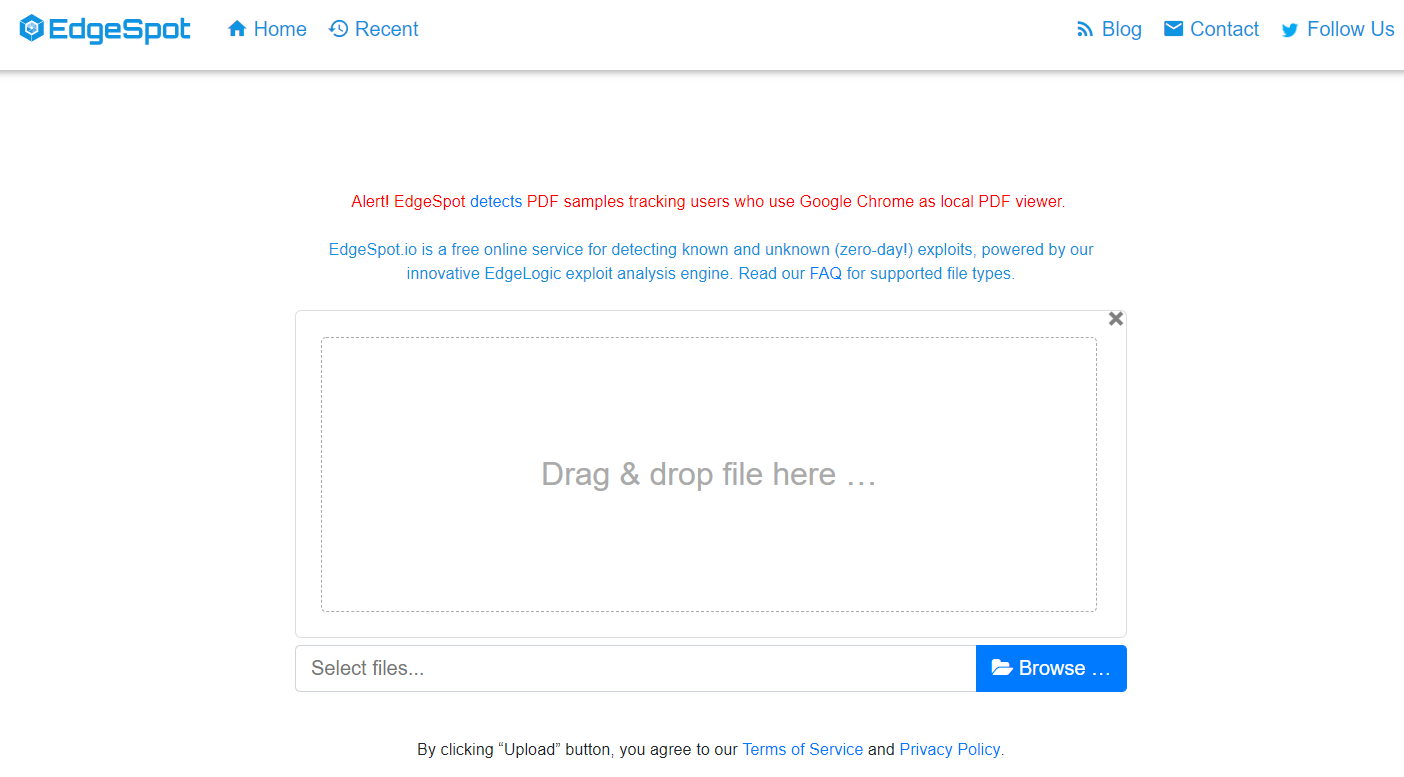 EdgeSpot Home Recent Blog Contact Follow Us
Alert! EdgeSpot detects PDF samples tracking users who use Google Chrome as local PDF viewer.
EdgeSpot.io is a free online service for detecting known and unknown (zero-day!) exploits, powered by our
innovative EdgeLogic exploit analysis engine. Read our FAQ for supported file types.
Drag & drop file here …
Select files...
Browse …
By clicking “Upload” button, you agree to our Terms of Service and Privacy Policy.